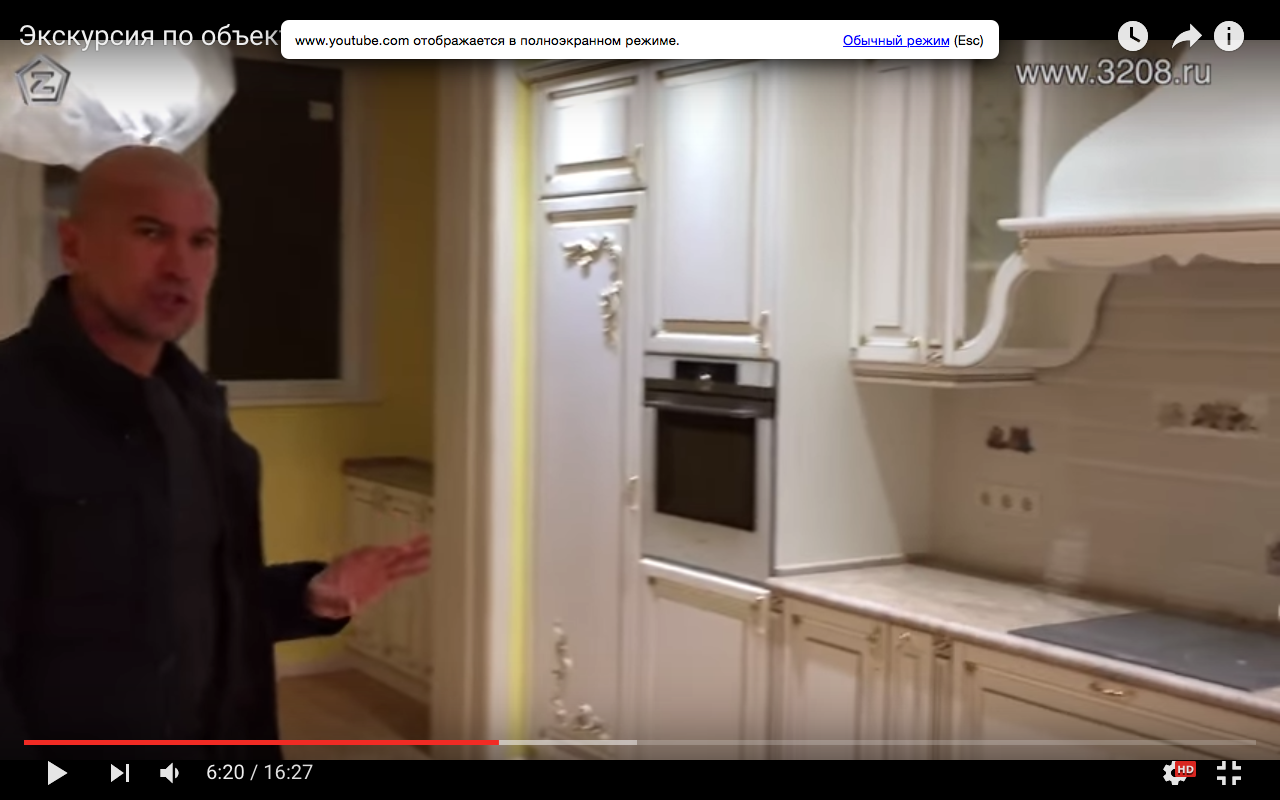 Экскурсия по объект
www.youtube.com отображается в полноэкранном режиме.
Обычный режим (Esc)
www.3208.ru
Z
6:20 / 16:27
HD